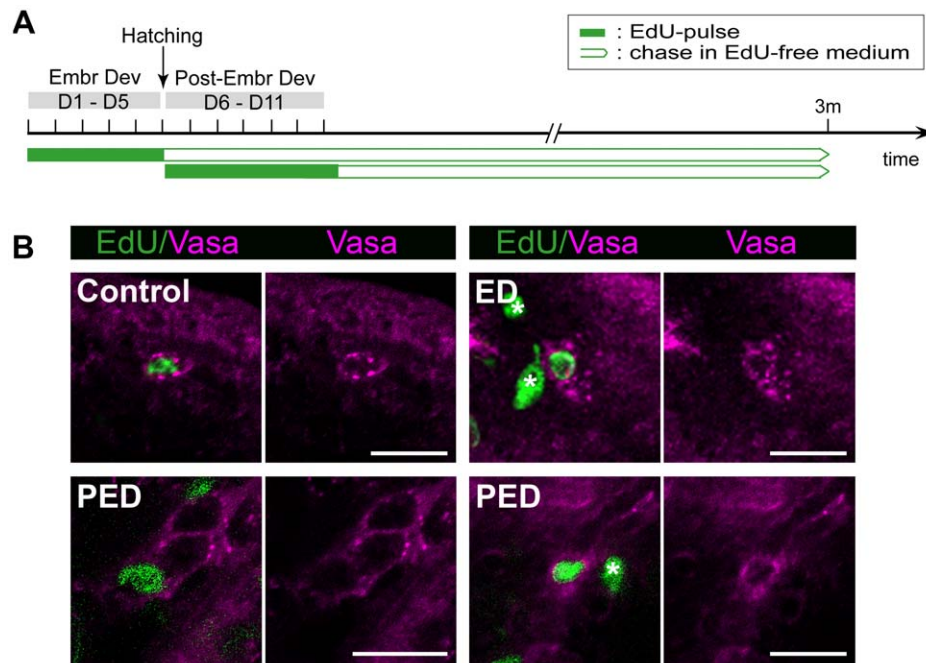 A
Hatching
Embr Dev
Post-Embr Dev
D1 - D5
D6 - D11
: EdU-pulse
: chase in EdU-free medium
3m
time
B
EdU/Vasa
Vasa
EdU/Vasa
Vasa
Control
ED
*
*
PED
PED
*